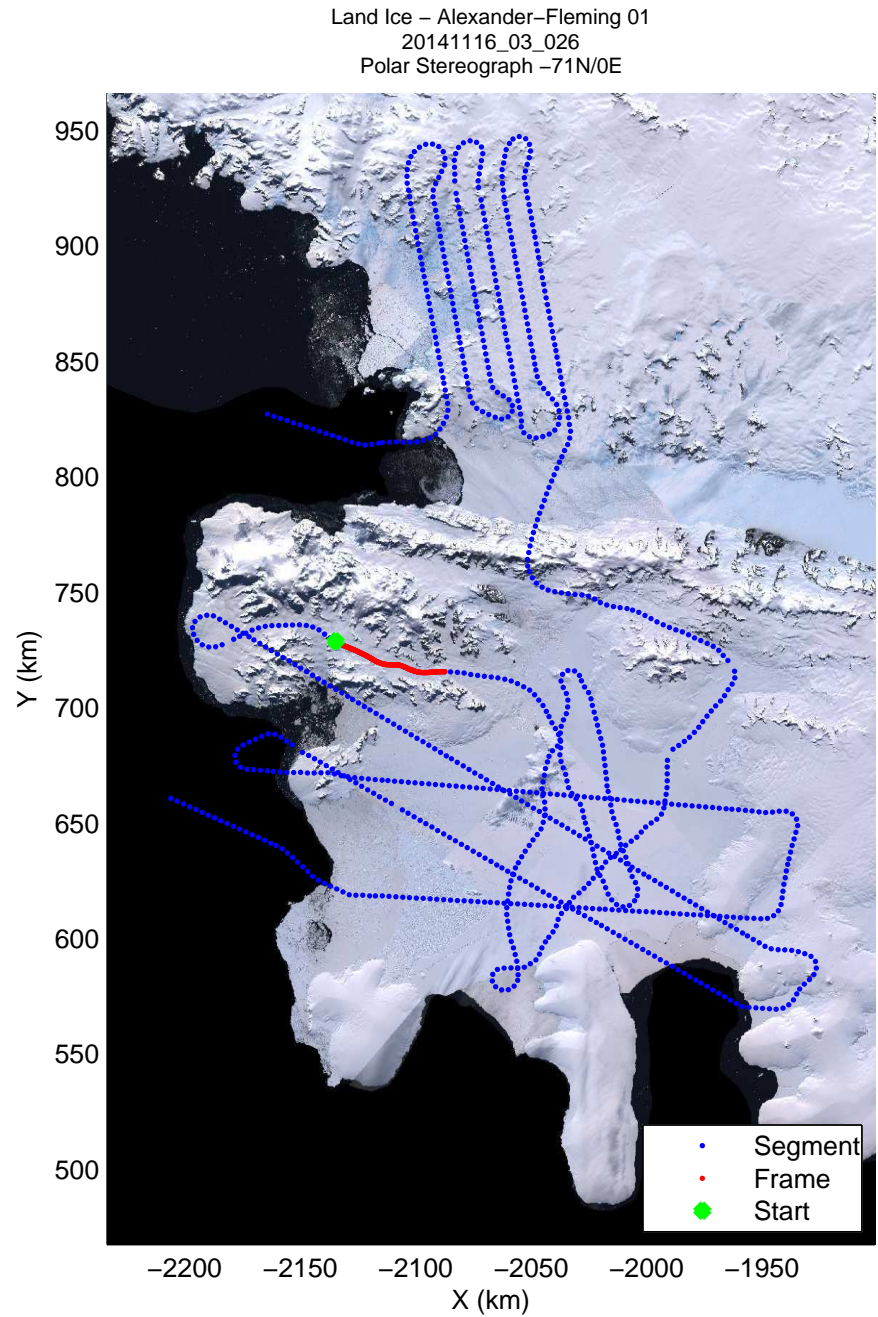 Land Ice − Alexander−Fleming 01
20141116_03_026
Polar Stereograph −71N/0E
950
900
850
800
750
700
650
600
550
500
Y (km)
Segment
Frame
Start
−2200 −2150 −2100 −2050 −2000 −1950
X (km)